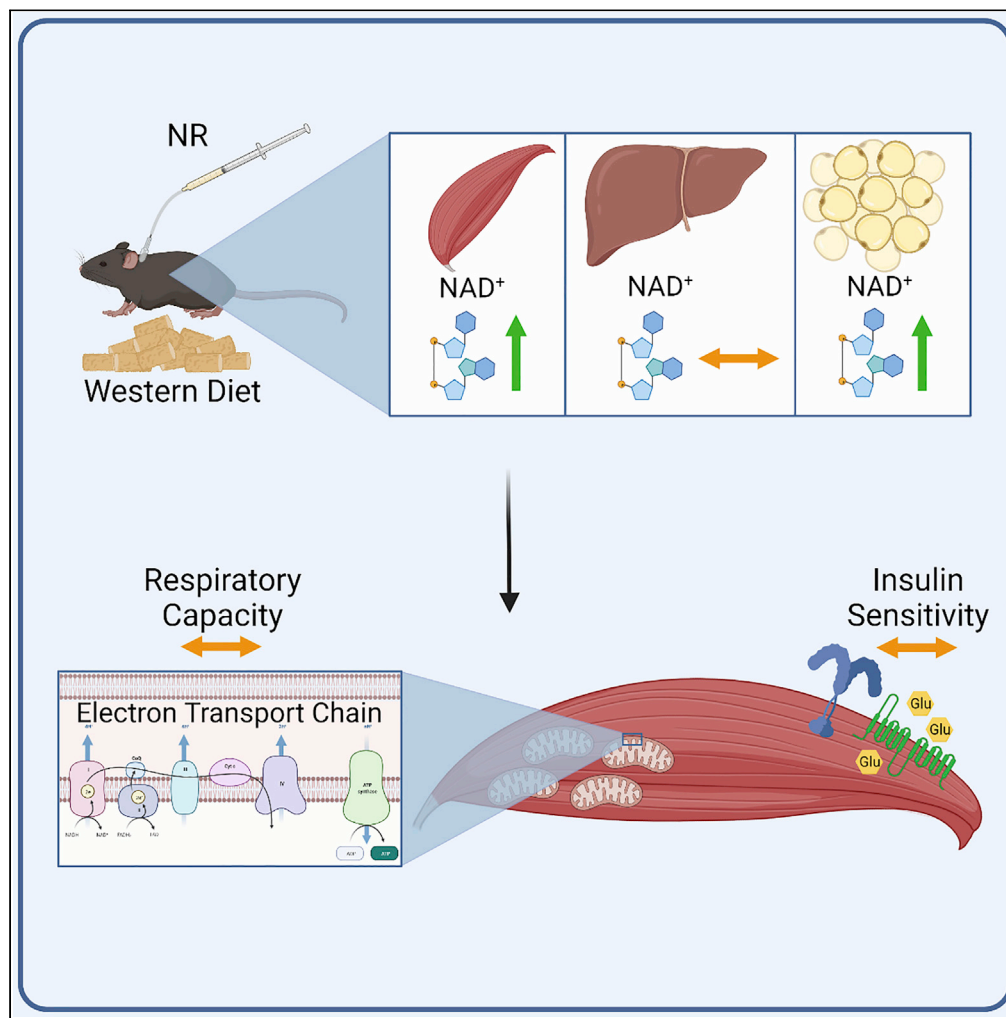 NR
Western Diet
NAD⁺
NAD⁺
NAD⁺
Respiratory
Capacity
Insulin
Sensitivity
Electron Transport Chain
Glu
Glu
Glu
I
CoQ
II
III
Cyt c
IV
ATP
synthase
NADH
NAD⁺
FADH₂
ADP
ATP